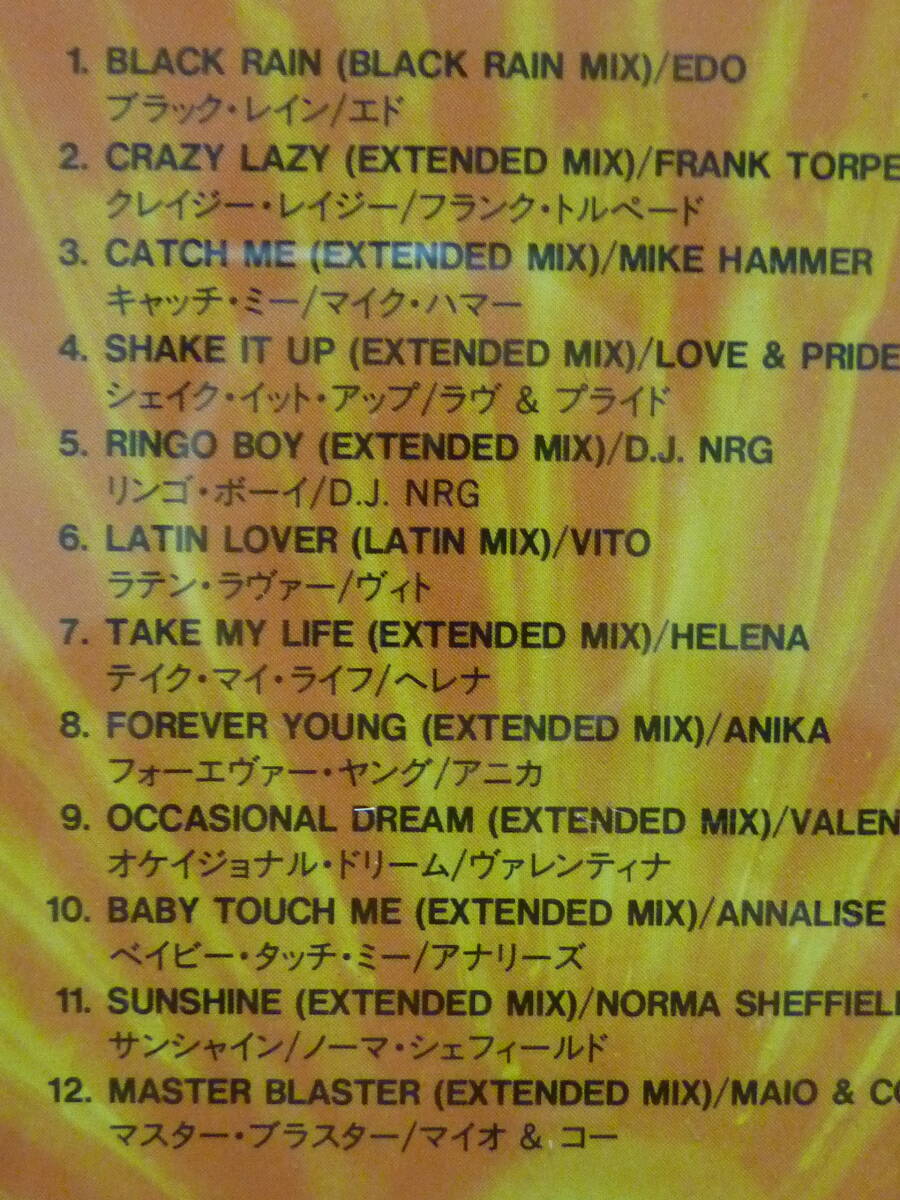 1. BLACK RAIN (BLACK RAIN MIX)/EDO
ブラック・レイン/エド
2. CRAZY LAZY (EXTENDED MIX)/FRANK TORPE
クレイジー・レイジー/フランク・トルペード
3. CATCH ME (EXTENDED MIX)/MIKE HAMMER
キャッチ・ミー/マイク・ハマー
4. SHAKE IT UP (EXTENDED MIX)/LOVE & PRIDE
シェイク・イット・アップ/ラヴ & プライド
5. RINGO BOY (EXTENDED MIX)/D.J. NRG
リンゴ・ボーイ/D.J. NRG
6. LATIN LOVER (LATIN MIX)/VITO
ラテン・ラヴァー/ヴィト
7. TAKE MY LIFE (EXTENDED MIX)/HELENA
テイク・マイ・ライフ/ヘレナ
8. FOREVER YOUNG (EXTENDED MIX)/ANIKA
フォーエヴァー・ヤング/アニカ
9. OCCASIONAL DREAM (EXTENDED MIX)/VALEN
オケイジョナル・ドリーム/ヴァレンティナ
10. BABY TOUCH ME (EXTENDED MIX)/ANNALISE
ベイビー・タッチ・ミー/アナリーズ
11. SUNSHINE (EXTENDED MIX)/NORMA SHEFFIEL
サンシャイン/ノーマ・シェフィールド
12. MASTER BLASTER (EXTENDED MIX)/MAIO & CO
マスター・ブラスター/マイオ & コー